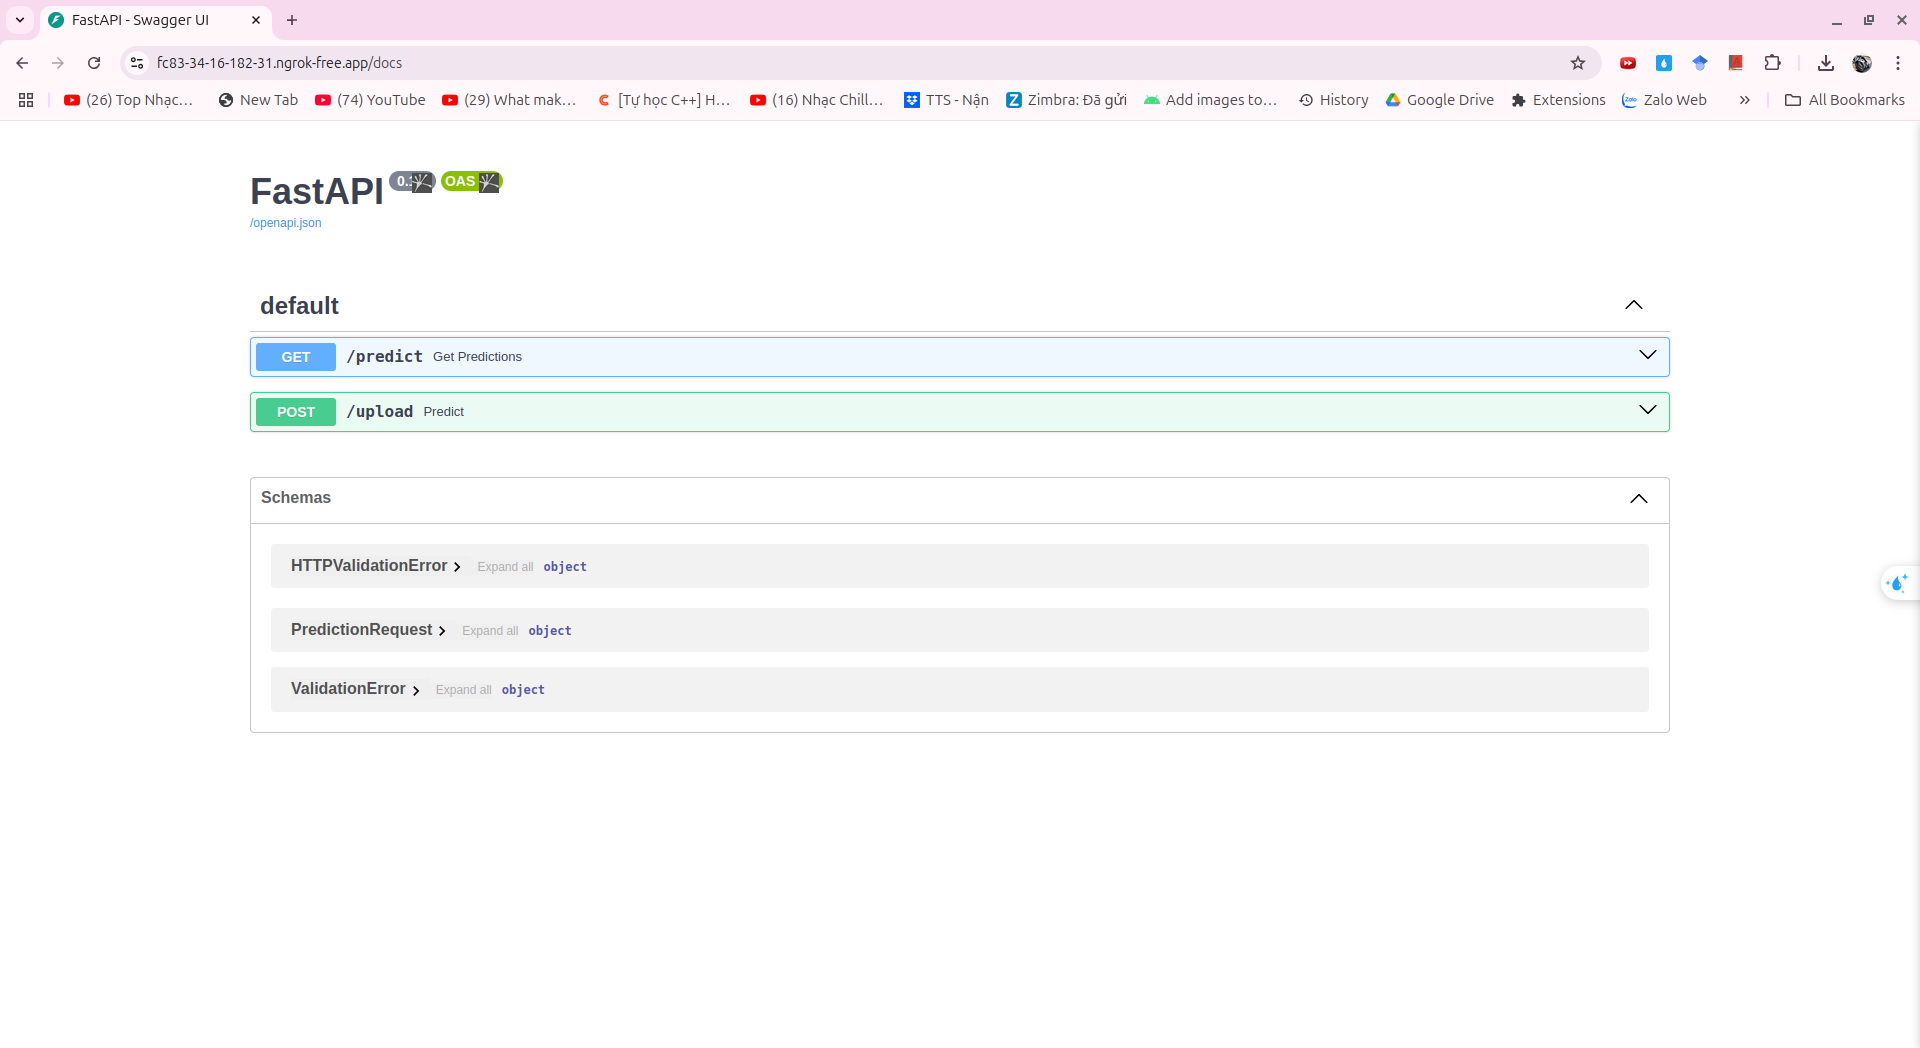 FastAPI - Swagger UI
fc83-34-16-182-31.ngrok-free.app/docs
(26) Top Nhạc…
New Tab
(74) YouTube
(29) What mak…
[Tự học C++] H…
(16) Nhạc Chill…
TTS - Nận
Zimbra: Đã gửi
Add images to…
History
Google Drive
Extensions
Zalo Web
All Bookmarks
FastAPI
OAS
/openapi.json
default
GET /predict Get Predictions
POST /upload Predict
Schemas
HTTPValidationError Expand all object
PredictionRequest Expand all object
ValidationError Expand all object